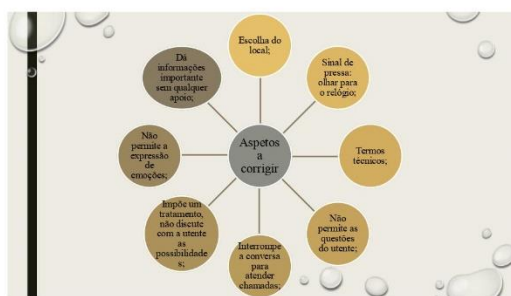 Escolha do
local;
Sinal de
pressa:
olhar para
o relógio;
Termos
técnicos;
Não
permite as
questões
do utente;
Interrompe
a conversa
para
atender
chamadas;
Impõe um
tratamento,
não discute
com a utente
as
possibilidade
s;
Não
permite a
expressão
de
emoções;
Dá
informações
importante
sem qualquer
apoio;
Aspetos
a
corrigir